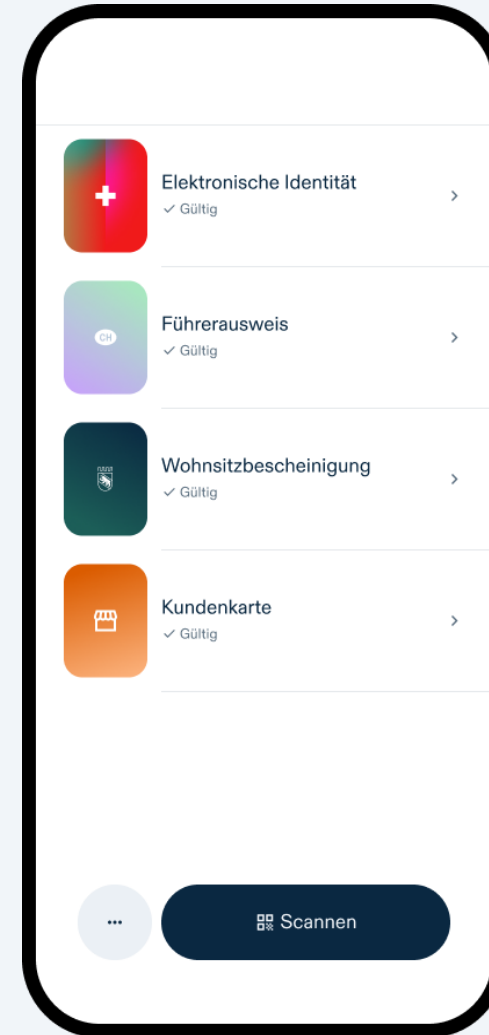 Elektronische Identität
Gültig
CH
Führerausweis
Gültig
Wohnsitzbescheinigung
Gültig
Kundenkarte
Gültig
Scannen